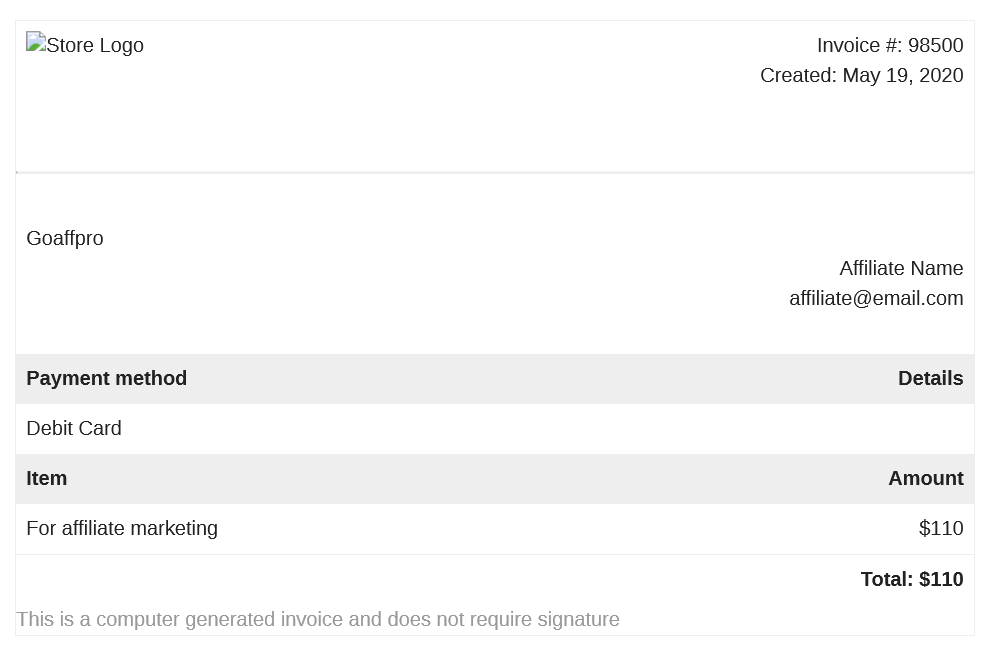 Store Logo
Invoice #: 98500
Created: May 19, 2020
Goaffpro
Affiliate Name
affiliate@email.com
Payment method Details
Debit Card
Item Amount
For affiliate marketing $110
Total: $110
This is a computer generated invoice and does not require signature